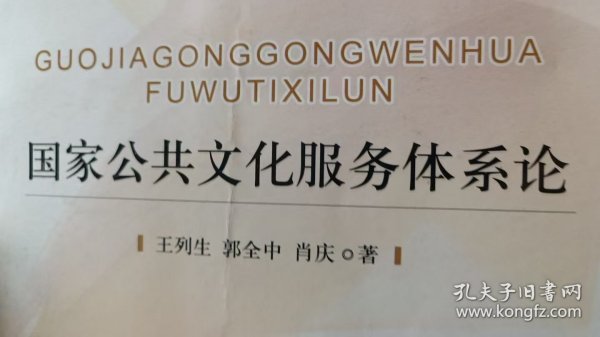 GUOJIAGONGGONGWENHUA
FUWUTIXILUN
国家公共文化服务体系论
王列生 郭全中 肖庆○著
孔夫子旧书网
www.kongfz.com